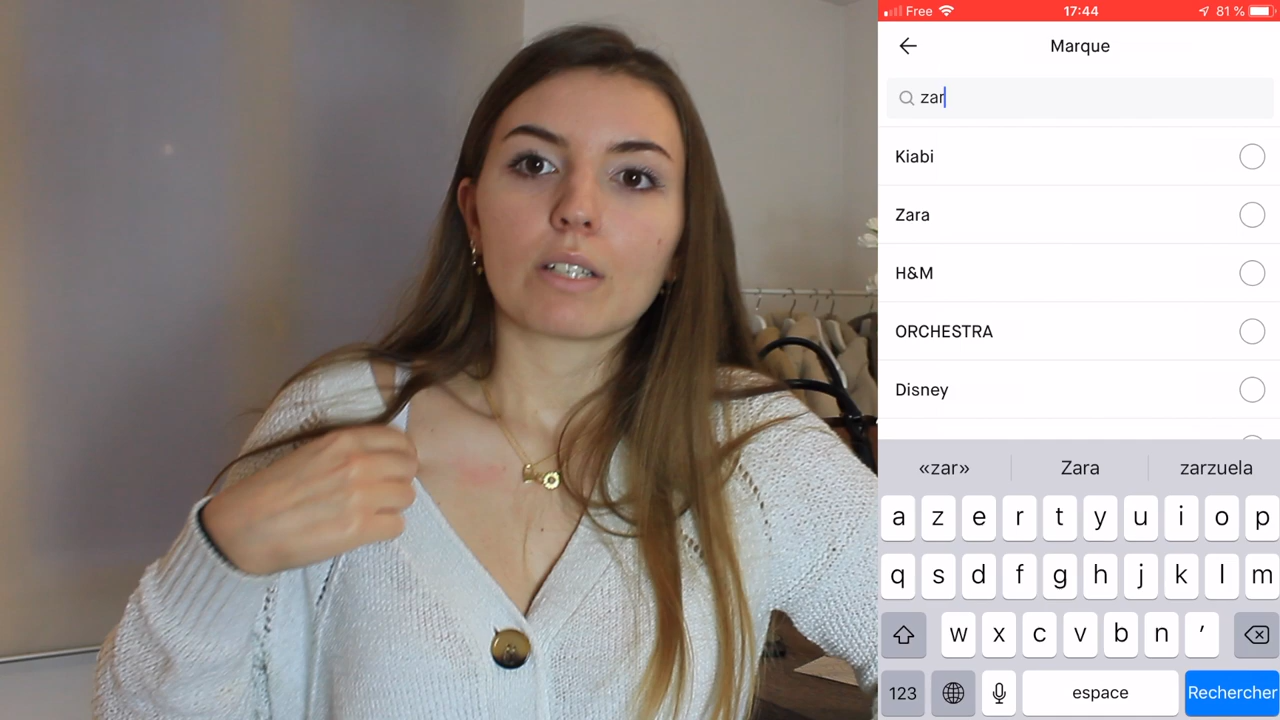 Free 17:44 81 %
Marque
zar
Kiabi
Zara
H&M
ORCHESTRA
Disney
«zar» Zara zarzuela
a z e r t y u i o p
q s d f g h j k l m
w x c v b n ’
123 espace Rechercher